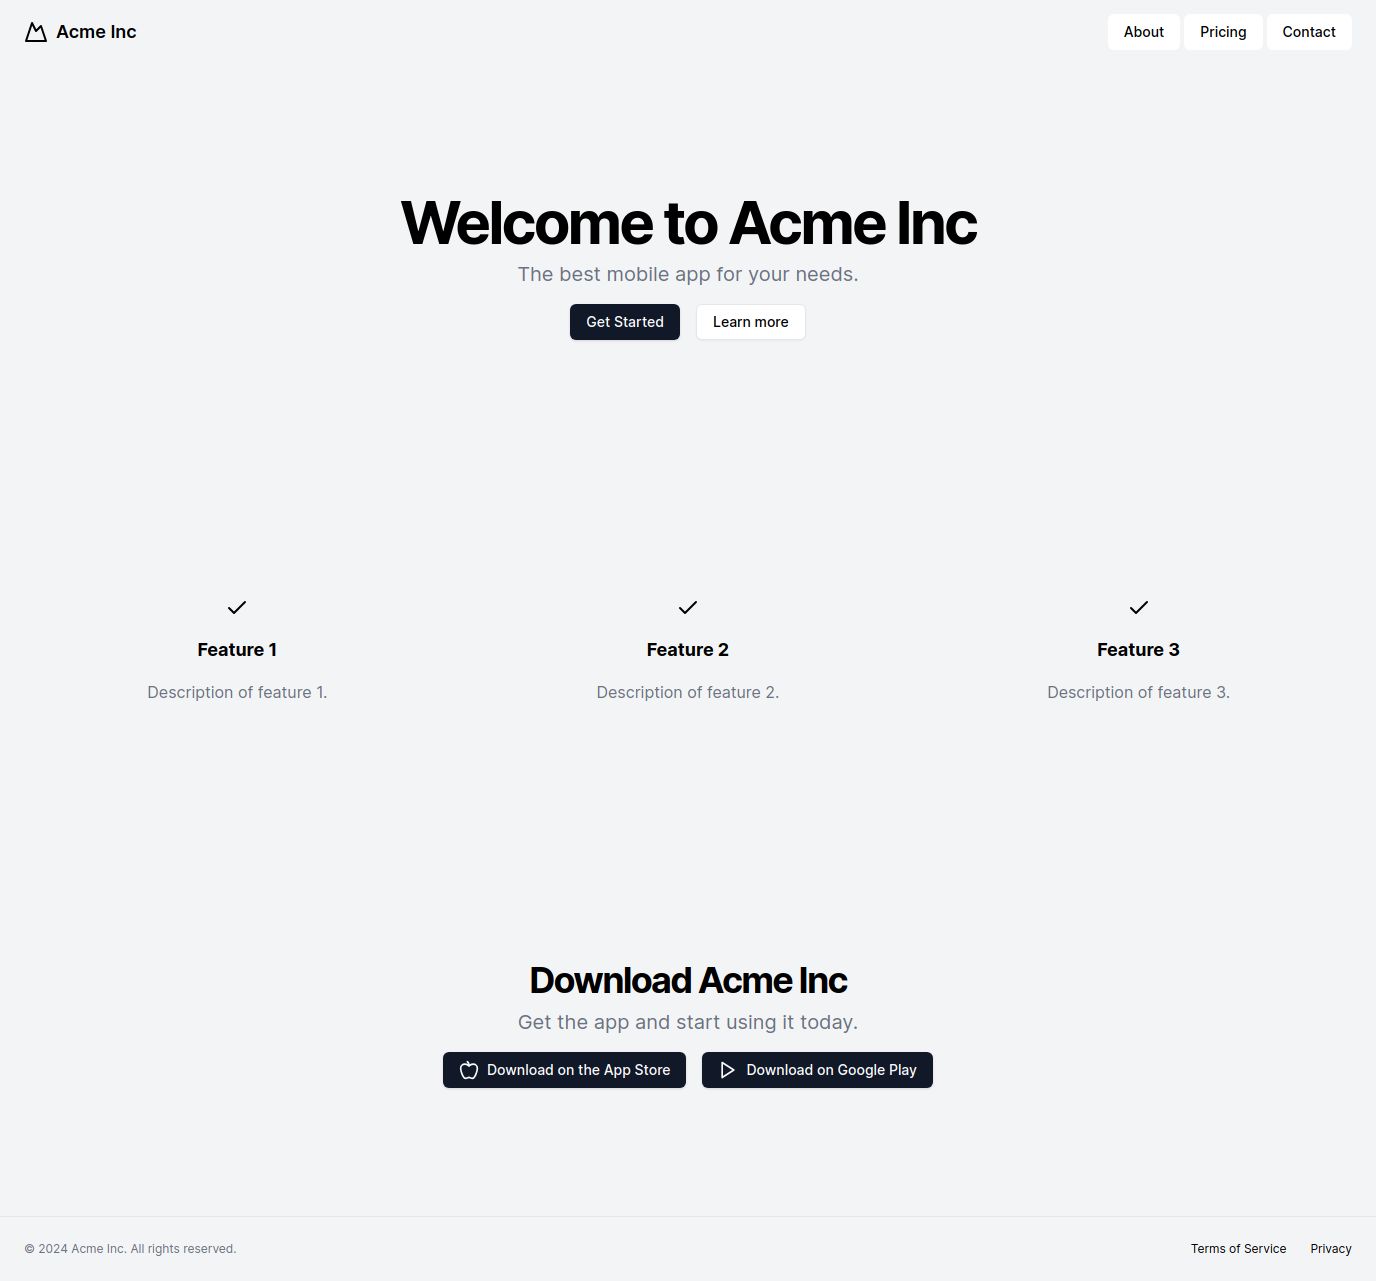 Acme Inc
About Pricing Contact
Welcome to Acme Inc
The best mobile app for your needs.
Get Started Learn more
Feature 1 Feature 2 Feature 3
Description of feature 1. Description of feature 2. Description of feature 3.
Download Acme Inc
Get the app and start using it today.
Download on the App Store Download on Google Play
© 2024 Acme Inc. All rights reserved. Terms of Service Privacy